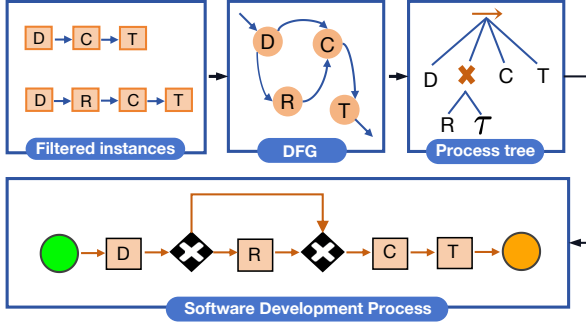 D C T
D R C T
Filtered instances
D C
R T
DFG
D C T
R τ
Process tree
D R C T
Software Development Process